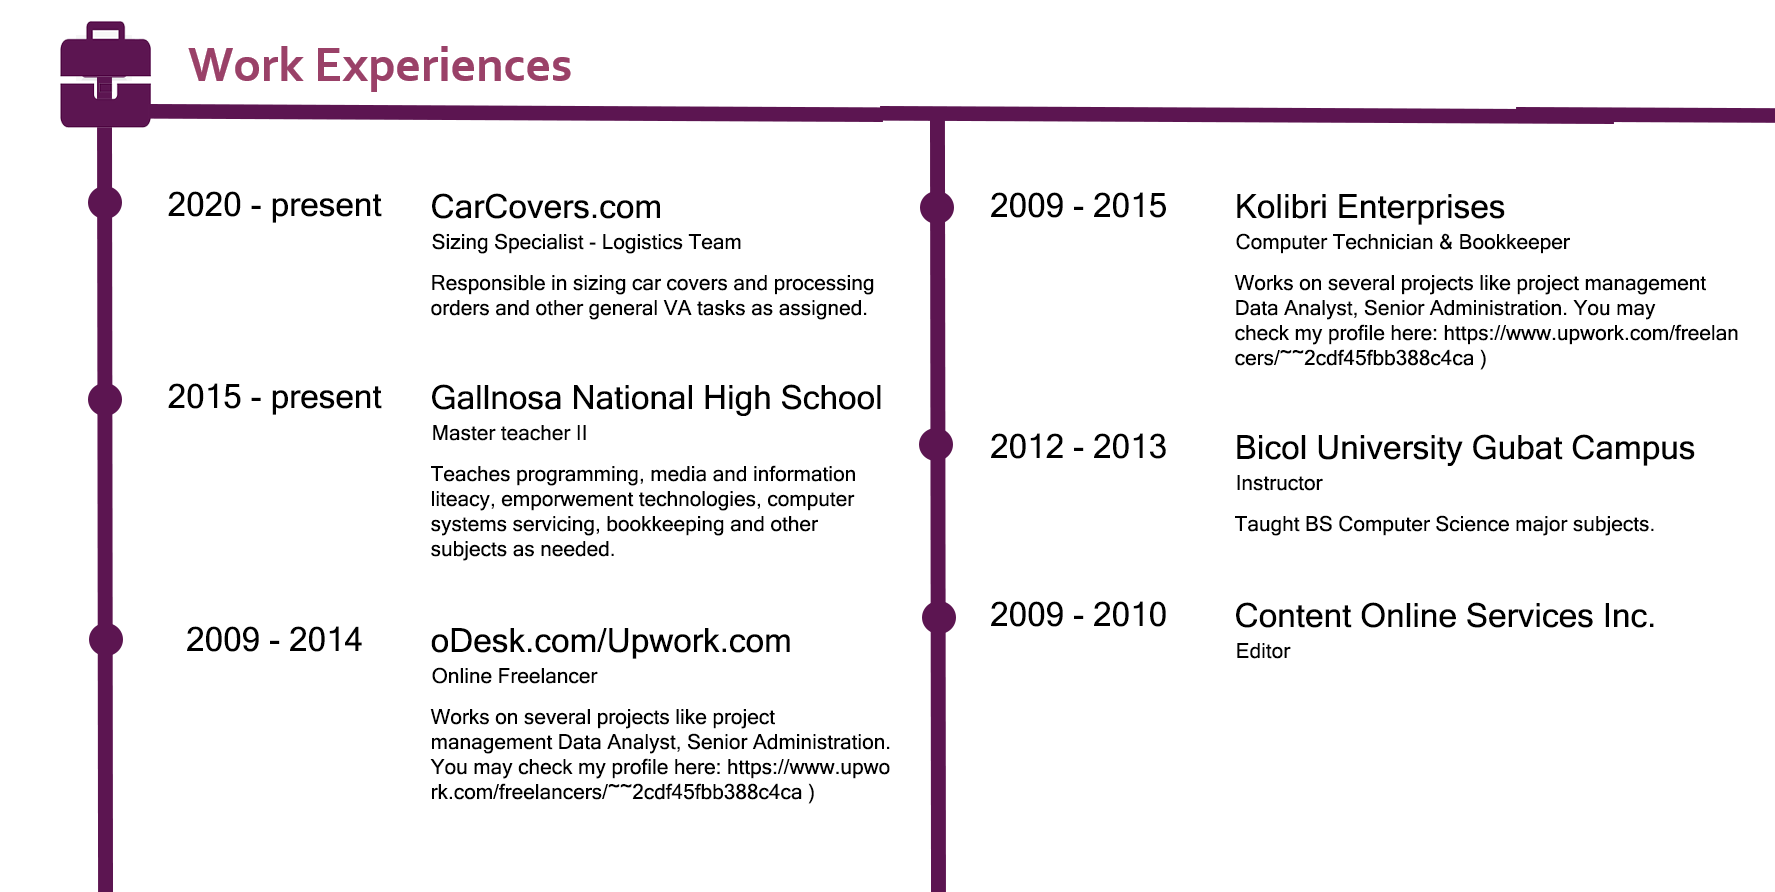 Work Experiences
2020 - present
CarCovers.com
Sizing Specialist - Logistics Team
Responsible in sizing car covers and processing
orders and other general VA tasks as assigned.
2015 - present
Gallnosa National High School
Master teacher II
Teaches programming, media and information
liteacy, emporwement technologies, computer
systems servicing, bookkeeping and other
subjects as needed.
2009 - 2014
oDesk.com/Upwork.com
Online Freelancer
Works on several projects like project
management Data Analyst, Senior Administration.
You may check my profile here: https://www.upwo
rk.com/freelancers/~~2cdf45fbb388c4ca )
2009 - 2015
Kolibri Enterprises
Computer Technician & Bookkeeper
Works on several projects like project management
Data Analyst, Senior Administration. You may
check my profile here: https://www.upwork.com/freelan
cers/~~2cdf45fbb388c4ca )
2012 - 2013
Bicol University Gubat Campus
Instructor
Taught BS Computer Science major subjects.
2009 - 2010
Content Online Services Inc.
Editor